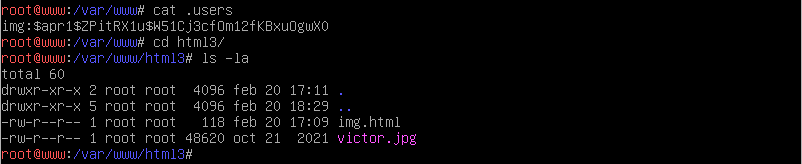 root@www:/var/www# cat .users
img:$apr1$ZPitRX1u$W51Cj3cfOm12fKBxuOgwX0
root@www:/var/www# cd html3/
root@www:/var/www/html3# ls -la
total 60
drwxr-xr-x 2 root root  4096 feb 20 17:11 .
drwxr-xr-x 5 root root  4096 feb 20 18:29 ..
-rw-r--r-- 1 root root   118 feb 20 17:09 img.html
-rw-r--r-- 1 root root 48620 oct 21  2021 victor.jpg
root@www:/var/www/html3#